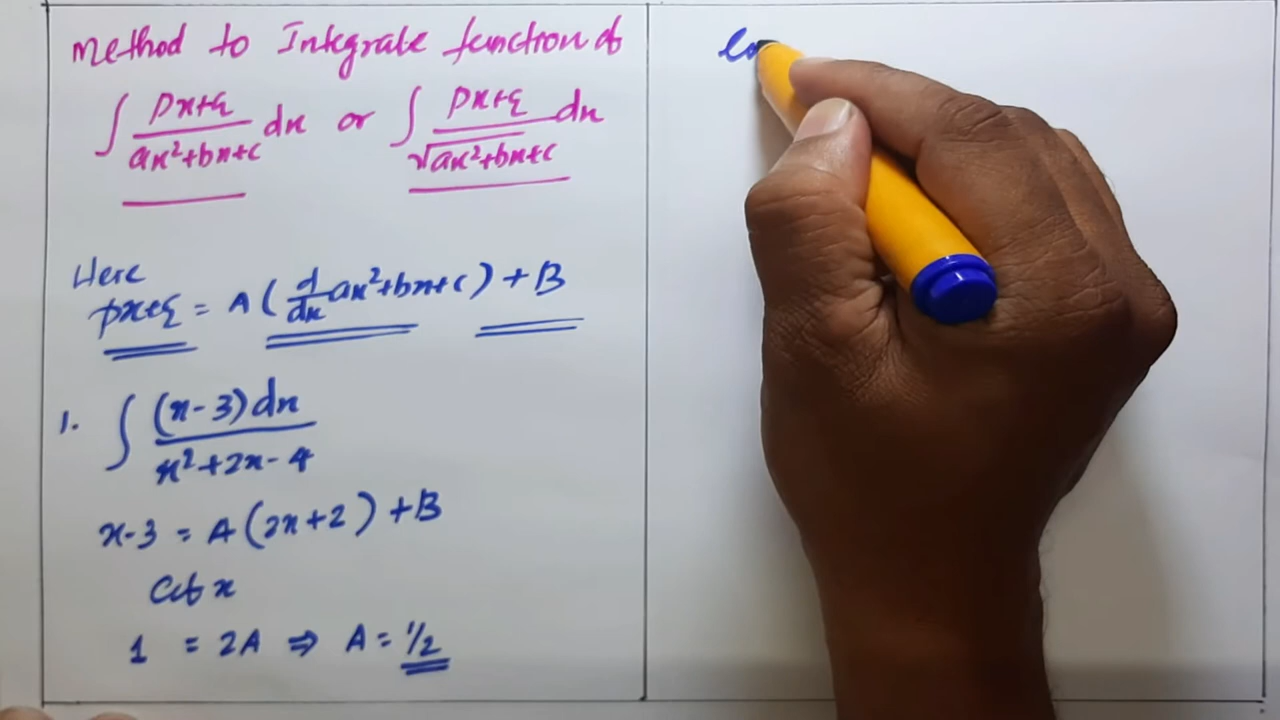 Method to Integrate function of
∫ px+q / ax²+bx+c dx or ∫ px+q / √ax²+bx+c dx
Here
px+q = A ( d/dx ax²+bx+c ) + B
1. ∫ (x-3) dx / x²+2x-4
x-3 = A (2x+2) + B
x
1 = 2A ⇒ A = 1/2